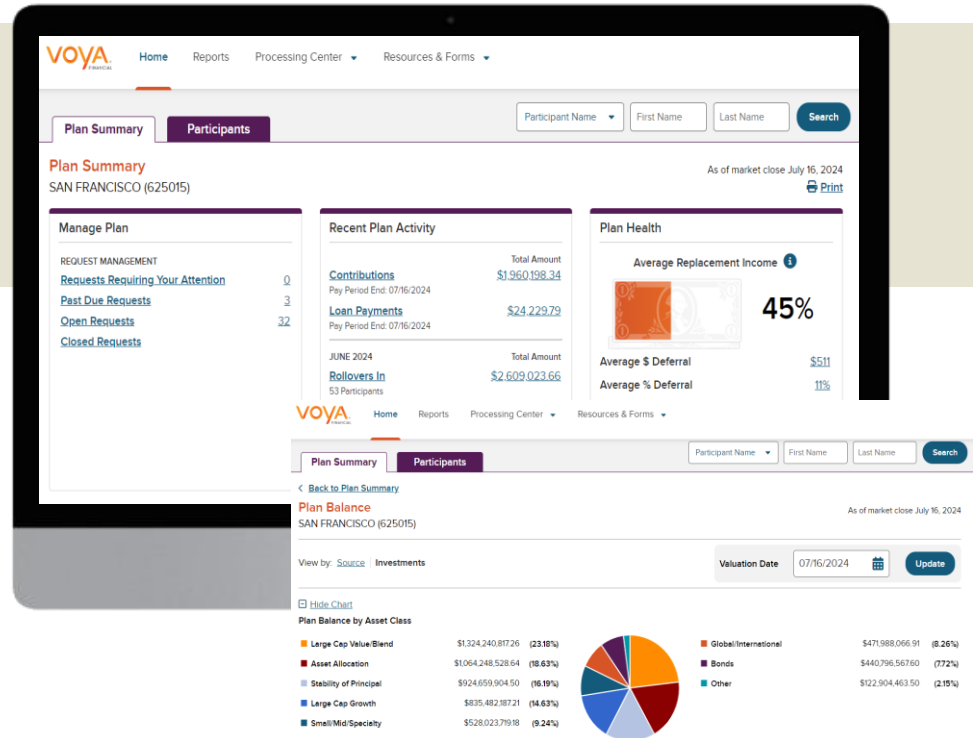 VOYA
FINANCIAL
Home Reports Processing Center Resources & Forms
Plan Summary Participants
Participant Name First Name Last Name Search
Plan Summary
SAN FRANCISCO (625015)
As of market close July 16, 2024
Print
Manage Plan
REQUEST MANAGEMENT
Requests Requiring Your Attention 0
Past Due Requests 3
Open Requests 32
Closed Requests
Recent Plan Activity
Total Amount
Contributions $1,960,198.34
Pay Period End: 07/16/2024
Loan Payments $24,229.79
Pay Period End: 07/16/2024
JUNE 2024 Total Amount
Rollovers In $2,609,023.66
53 Participants
Plan Health
Average Replacement Income i
45%
Average $ Deferral $511
Average % Deferral 11%
VOYA
FINANCIAL
Home Reports Processing Center Resources & Forms
Plan Summary Participants
Participant Name First Name Last Name Search
Back to Plan Summary
Plan Balance
SAN FRANCISCO (625015)
As of market close July 16, 2024
View by: Source Investments
Valuation Date 07/16/2024 Update
Hide Chart
Plan Balance by Asset Class
Large Cap Value/Blend $1,324,240,817.26 (23.18%)
Asset Allocation $1,064,248,528.64 (18.63%)
Stability of Principal $924,659,904.50 (16.19%)
Large Cap Growth $835,482,187.21 (14.63%)
Small/Mid/Specialty $528,023,719.18 (9.24%)
Global/International $471,988,066.91 (8.26%)
Bonds $440,796,567.60 (7.72%)
Other $122,904,463.50 (2.15%)